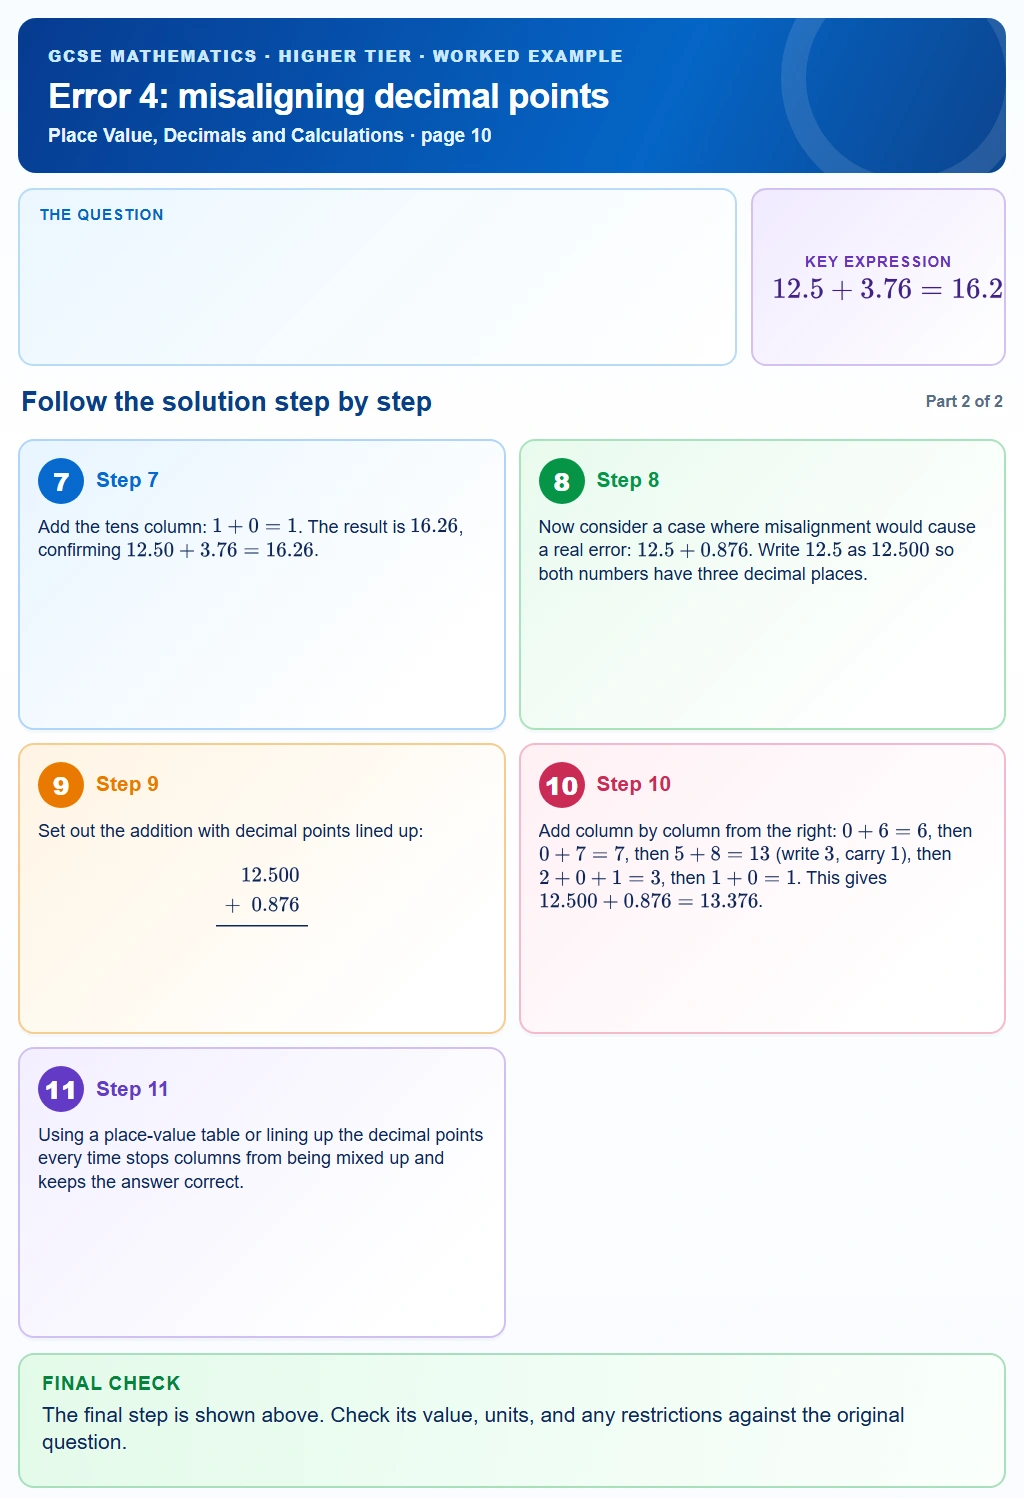 GCSE MATHEMATICS · HIGHER TIER · WORKED EXAMPLE
Error 4: misaligning decimal points
Place Value, Decimals and Calculations · page 10
THE QUESTION
KEY EXPRESSION
12.5 + 3.76 = 16.2
Follow the solution step by step
Part 2 of 2
7 Step 7
Add the tens column: 1 + 0 = 1. The result is 16.26,
confirming 12.50 + 3.76 = 16.26.
8 Step 8
Now consider a case where misalignment would cause
a real error: 12.5 + 0.876. Write 12.5 as 12.500 so
both numbers have three decimal places.
9 Step 9
Set out the addition with decimal points lined up:
12.500
+ 0.876
10 Step 10
Add column by column from the right: 0 + 6 = 6, then
0 + 7 = 7, then 5 + 8 = 13 (write 3, carry 1), then
2 + 0 + 1 = 3, then 1 + 0 = 1. This gives
12.500 + 0.876 = 13.376.
11 Step 11
Using a place-value table or lining up the decimal points
every time stops columns from being mixed up and
keeps the answer correct.
FINAL CHECK
The final step is shown above. Check its value, units, and any restrictions against the original
question.